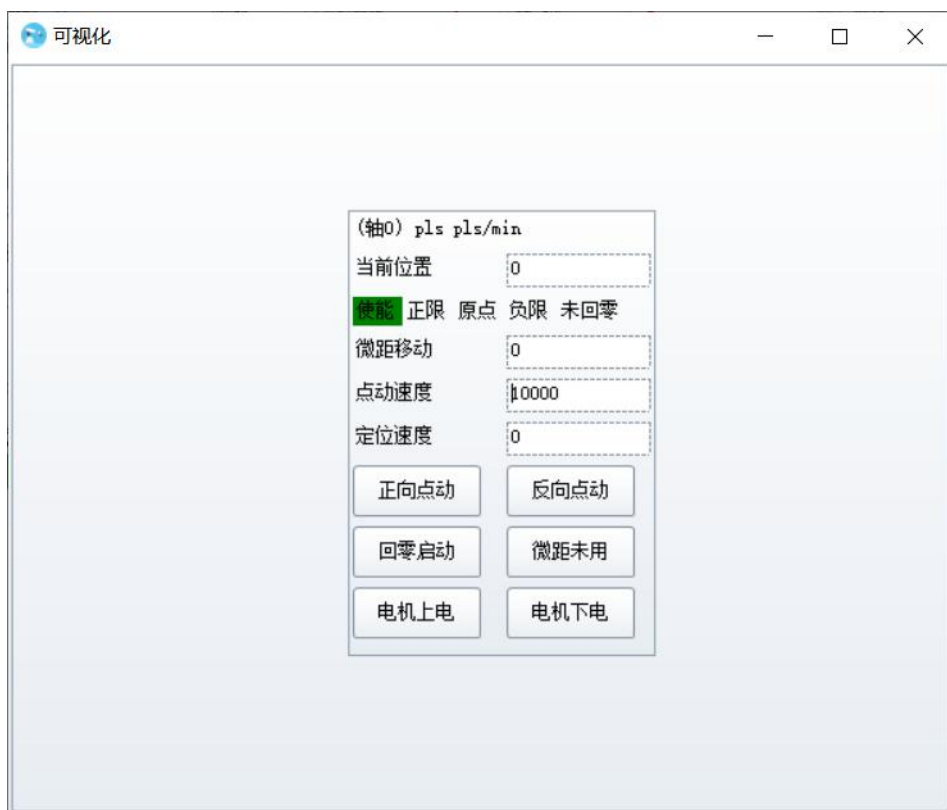 可视化
(轴0) pls pls/min
当前位置 0
使能 正限 原点 负限 未回零
微距移动 0
点动速度 10000
定位速度 0
正向点动 反向点动
回零启动 微距未用
电机上电 电机下电